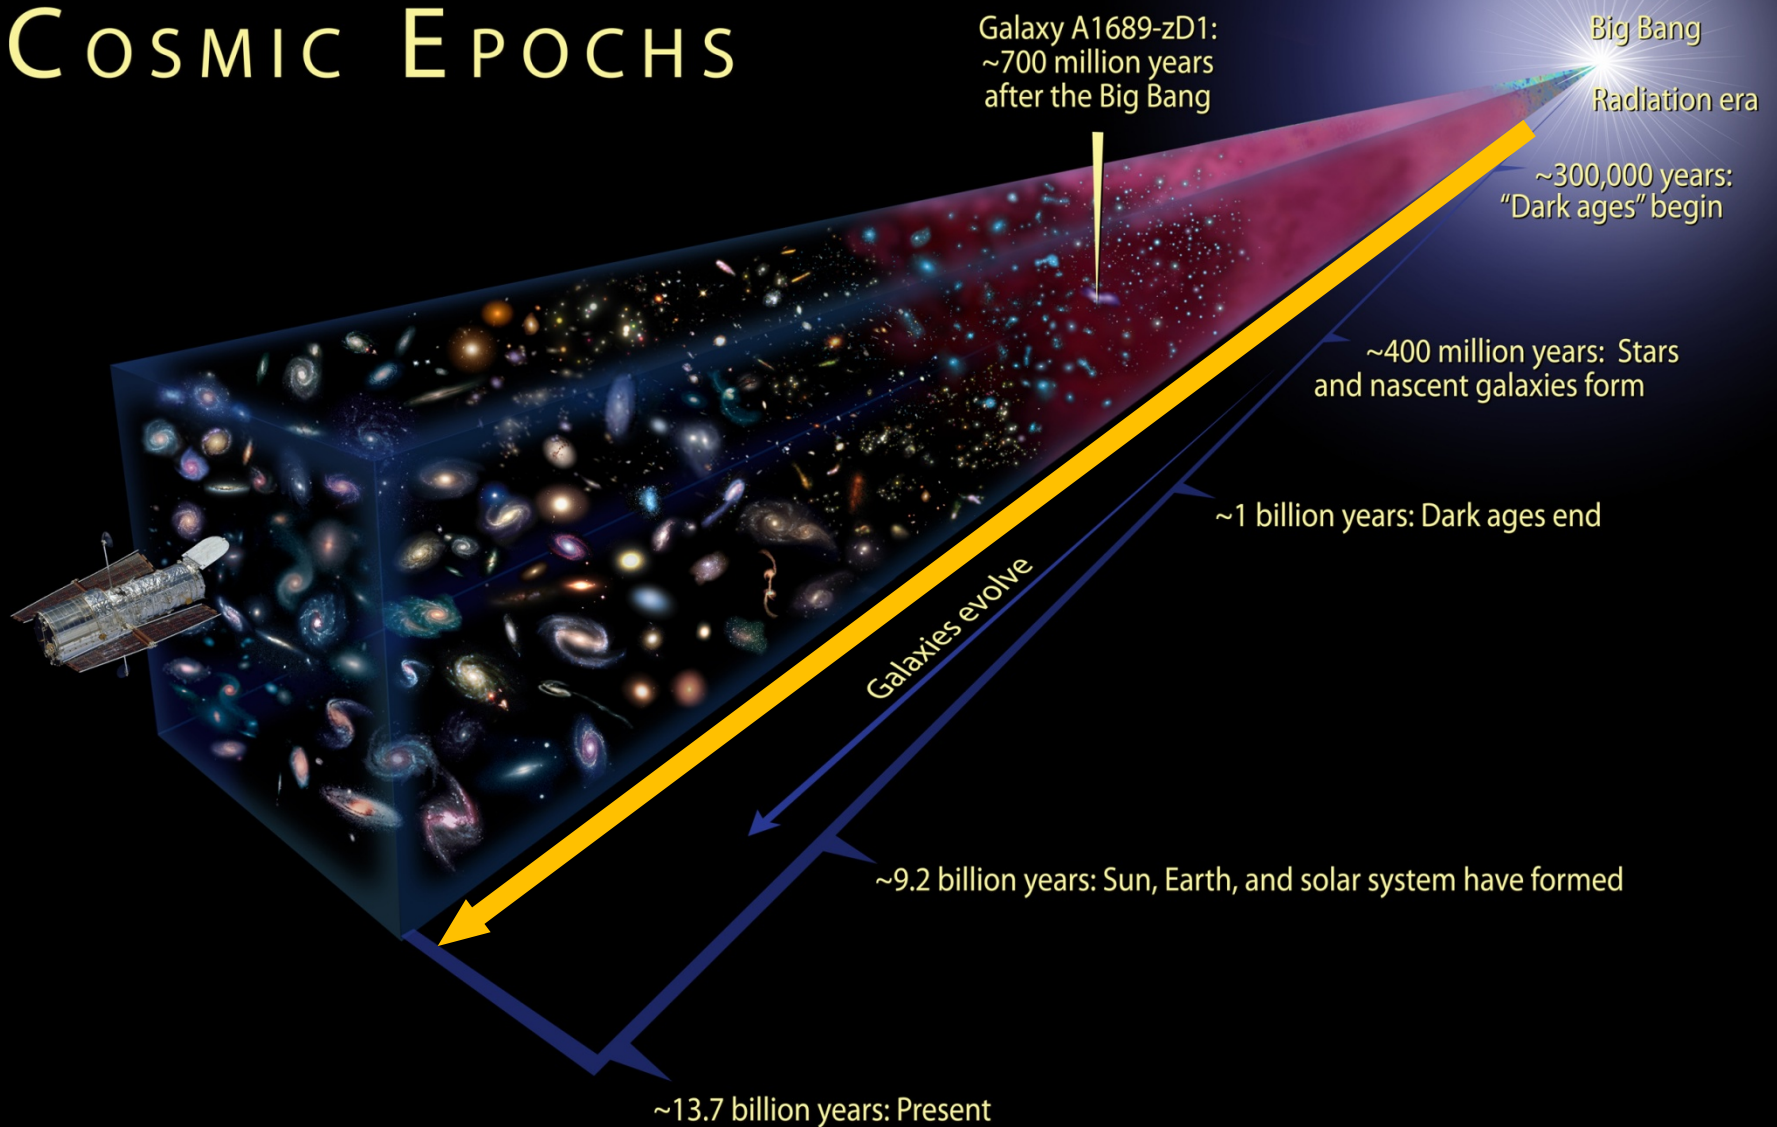 COSMIC EPOCHS
Galaxy A1689-zD1:
~700 million years
after the Big Bang
Big Bang
Radiation era
~300,000 years:
“Dark ages” begin
~400 million years: Stars
and nascent galaxies form
~1 billion years: Dark ages end
Galaxies evolve
~9.2 billion years: Sun, Earth, and solar system have formed
~13.7 billion years: Present